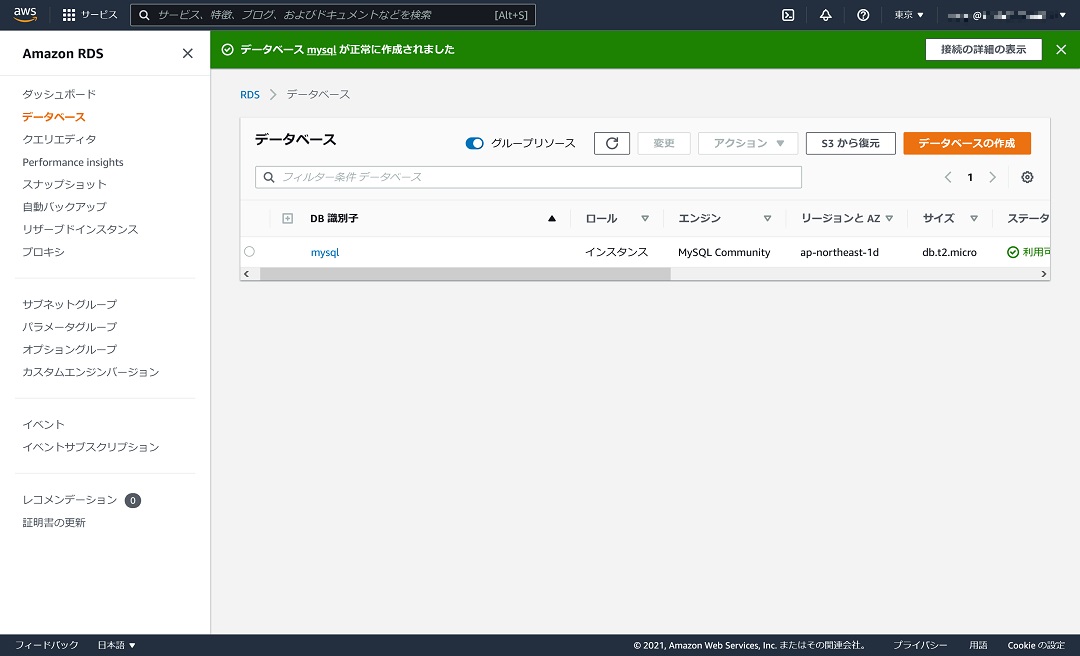 aws サービス サービス、特徴、ブログ、およびドキュメントなどを検索 [Alt+S] 東京 @
Amazon RDS
データベース mysql が正常に作成されました 接続の詳細の表示
ダッシュボード
データベース
クエリエディタ
Performance insights
スナップショット
自動バックアップ
リザーブドインスタンス
プロキシ
サブネットグループ
パラメータグループ
オプショングループ
カスタムエンジンバージョン
イベント
イベントサブスクリプション
レコメンデーション 0
証明書の更新
RDS データベース
データベース グループリソース 変更 アクション S3 から復元 データベースの作成
フィルター条件 データベース 1
DB 識別子 ロール エンジン リージョンと AZ サイズ ステータ
mysql インスタンス MySQL Community ap-northeast-1d db.t2.micro 利用可
フィードバック 日本語 © 2021, Amazon Web Services, Inc. またはその関連会社。 プライバシー 用語 Cookie の設定